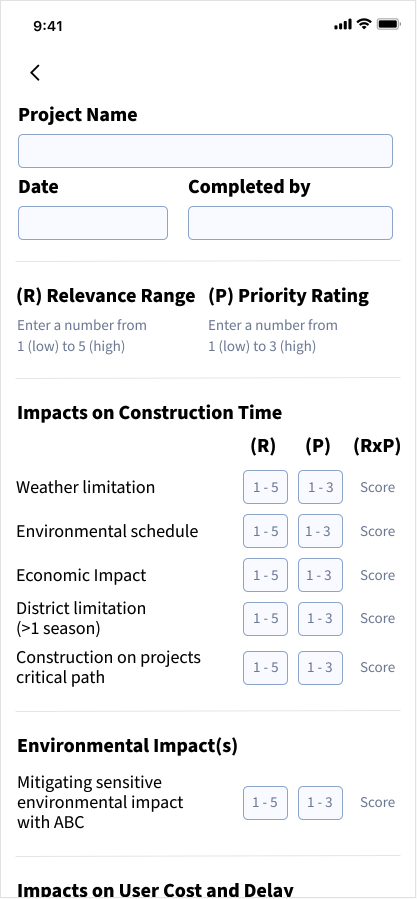 9:41
Project Name
Date Completed by
(R) Relevance Range (P) Priority Rating
Enter a number from Enter a number from
1 (low) to 5 (high) 1 (low) to 3 (high)
Impacts on Construction Time
(R) (P) (RxP)
Weather limitation 1 - 5 1 - 3 Score
Environmental schedule 1 - 5 1 - 3 Score
Economic Impact 1 - 5 1 - 3 Score
District limitation
(>1 season) 1 - 5 1 - 3 Score
Construction on projects
critical path 1 - 5 1 - 3 Score
Environmental Impact(s)
Mitigating sensitive
environmental impact 1 - 5 1 - 3 Score
with ABC
Impacts on User Cost and Delay